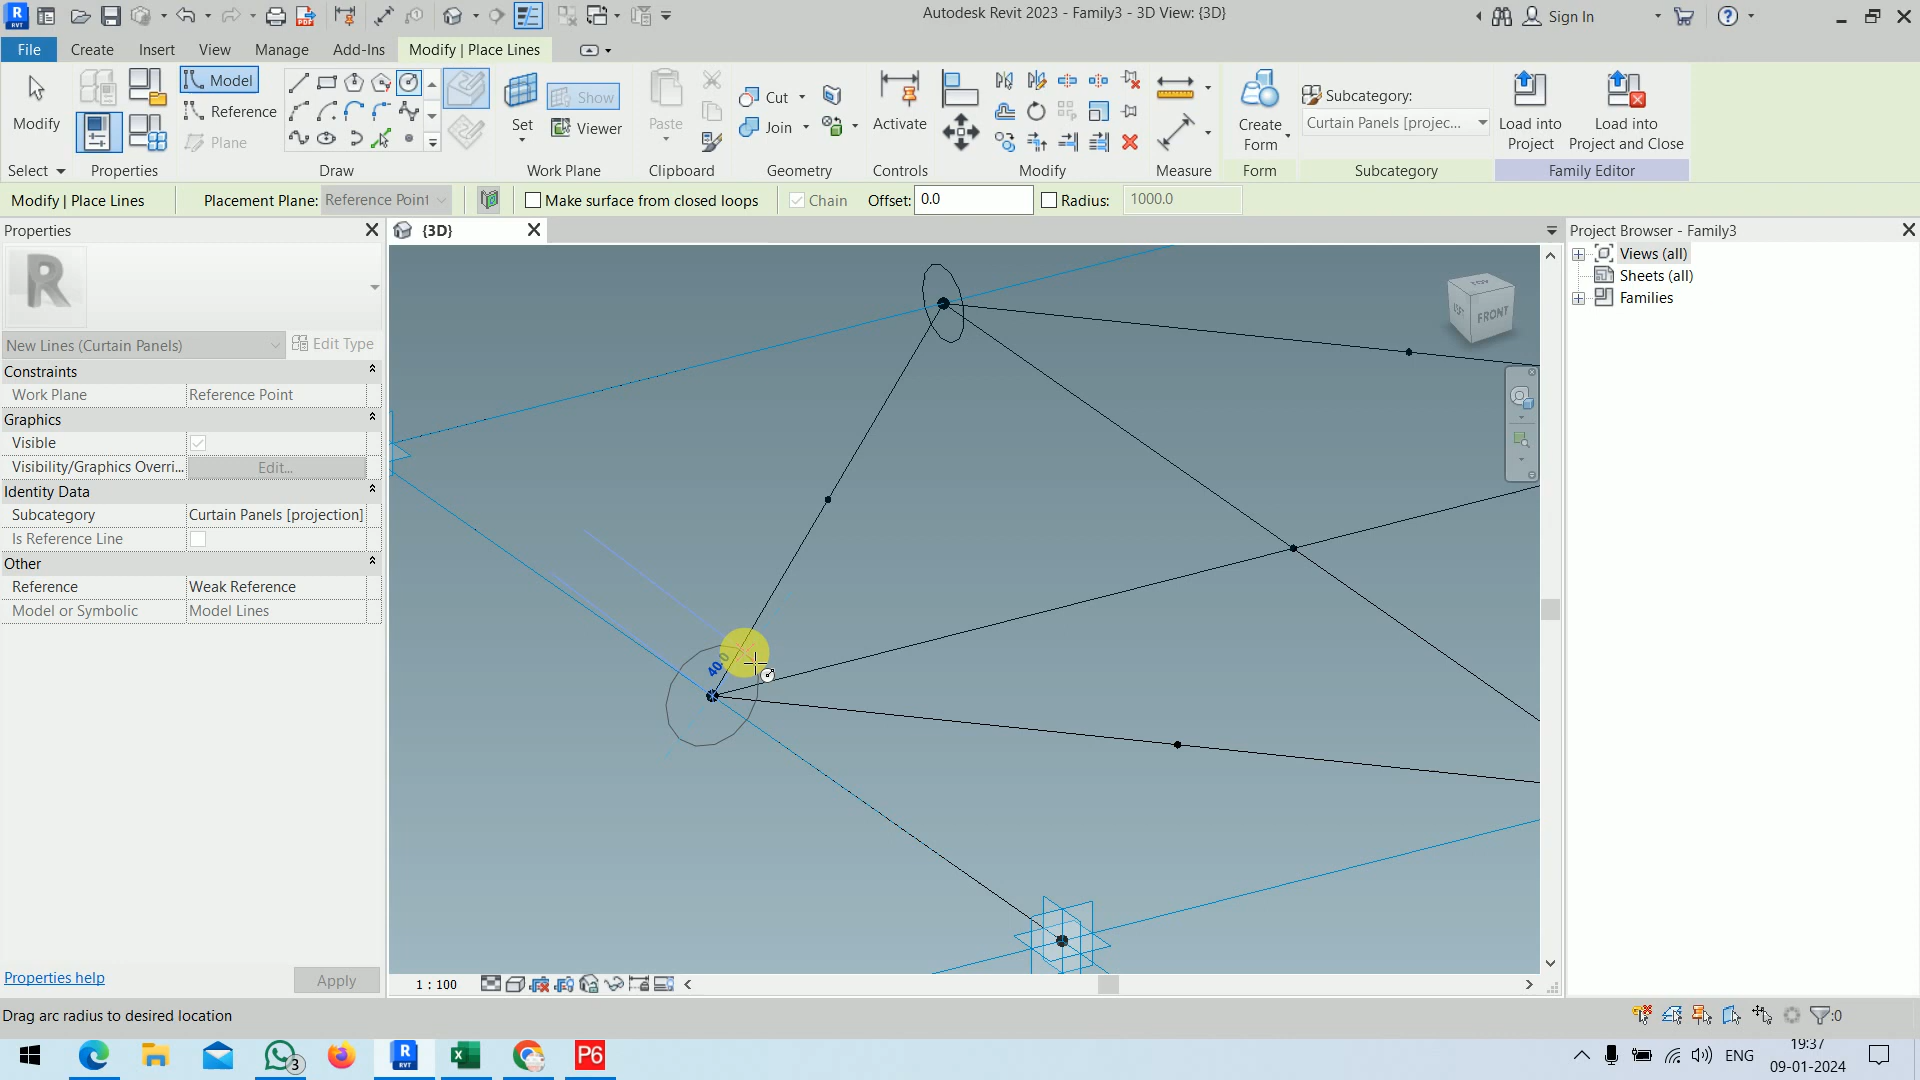 Autodesk Revit 2023 - Family3 - 3D View: {3D}
Sign In
File Create Insert View Manage Add-Ins Modify | Place Lines
Modify
Model
Reference
Plane
Set
Show
Viewer
Paste
Cut
Join
Activate
Create
Form
Subcategory:
Curtain Panels [projec...
Load into
Project
Load into
Project and Close
Select Properties Draw Work Plane Clipboard Geometry Controls Modify Measure Form Subcategory Family Editor
Modify | Place Lines Placement Plane: Reference Point Make surface from closed loops Chain Offset: 0.0 Radius: 1000.0
Properties
{3D}
Project Browser - Family3
R
New Lines (Curtain Panels)
Edit Type
Constraints
Work Plane Reference Point
Graphics
Visible
Visibility/Graphics Overri... Edit...
Identity Data
Subcategory Curtain Panels [projection]
Is Reference Line
Other
Reference Weak Reference
Model or Symbolic Model Lines
Properties help
Apply
FRONT
40.0
Views (all)
Sheets (all)
Families
1 : 100
Drag arc radius to desired location
:0
3
R
RVT
P6
ENG
19:37
09-01-2024